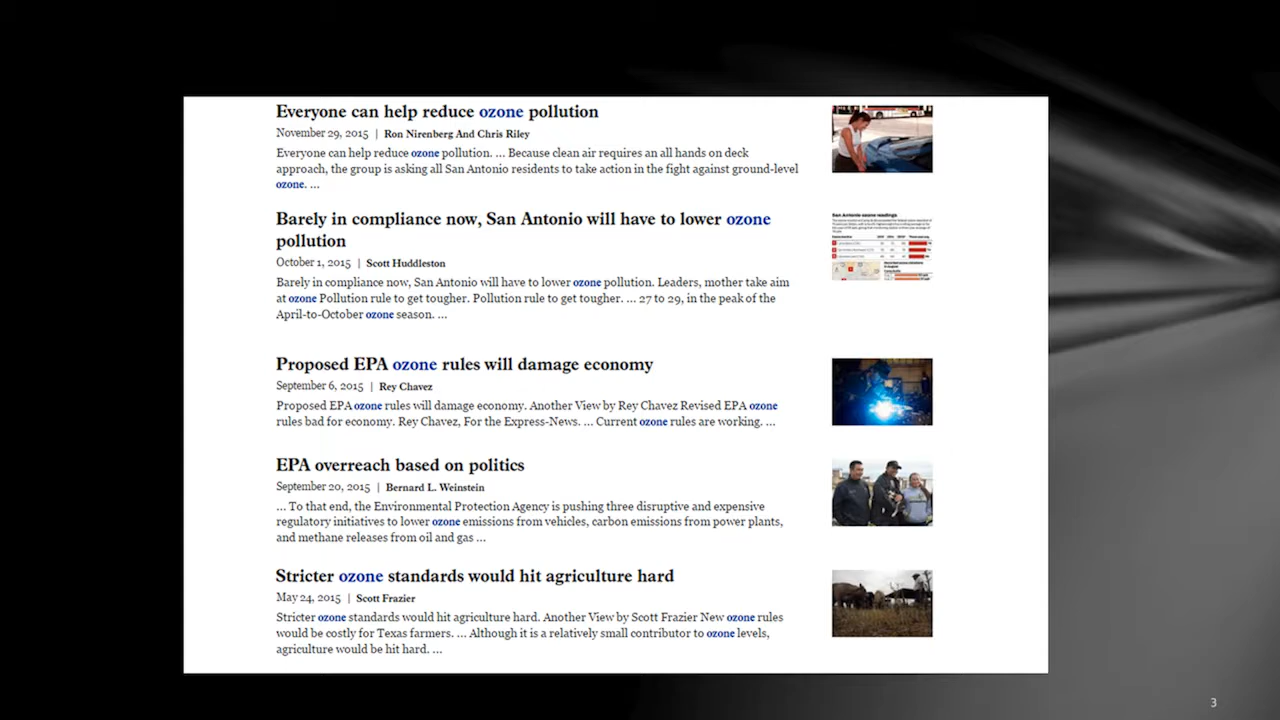 Everyone can help reduce ozone pollution
November 29, 2015 | Ron Nirenberg And Chris Riley
Everyone can help reduce ozone pollution. ... Because clean air requires an all hands on deck
approach, the group is asking all San Antonio residents to take action in the fight against ground-level
ozone. ...
Barely in compliance now, San Antonio will have to lower ozone
pollution
October 1, 2015 | Scott Huddleston
Barely in compliance now, San Antonio will have to lower ozone pollution. Leaders, mother take aim
at ozone Pollution rule to get tougher. Pollution rule to get tougher. ... 27 to 29, in the peak of the
April-to-October ozone season. ...
San Antonio ozone readings
Proposed EPA ozone rules will damage economy
September 6, 2015 | Rey Chavez
Proposed EPA ozone rules will damage economy. Another View by Rey Chavez Revised EPA ozone
rules bad for economy. Rey Chavez, For the Express-News. ... Current ozone rules are working. ...
EPA overreach based on politics
September 20, 2015 | Bernard L. Weinstein
... To that end, the Environmental Protection Agency is pushing three disruptive and expensive
regulatory initiatives to lower ozone emissions from vehicles, carbon emissions from power plants,
and methane releases from oil and gas ...
Stricter ozone standards would hit agriculture hard
May 24, 2015 | Scott Frazier
Stricter ozone standards would hit agriculture hard. Another View by Scott Frazier New ozone rules
would be costly for Texas farmers. ... Although it is a relatively small contributor to ozone levels,
agriculture would be hit hard. ...
3